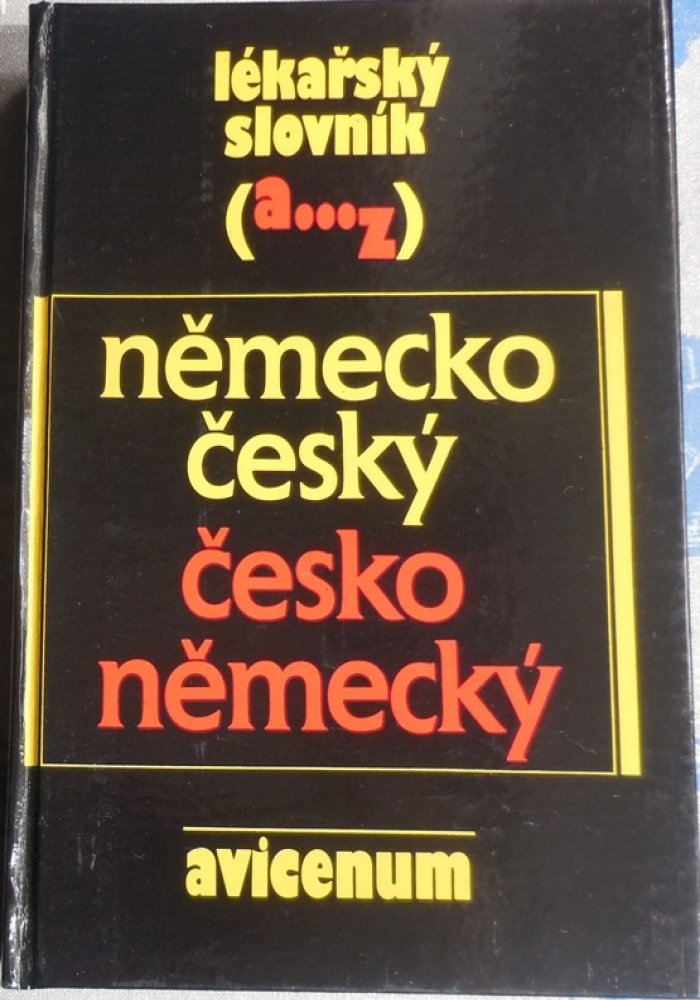 lékařský
slovník
(a...z)
německo
český
česko
německý
avicenum